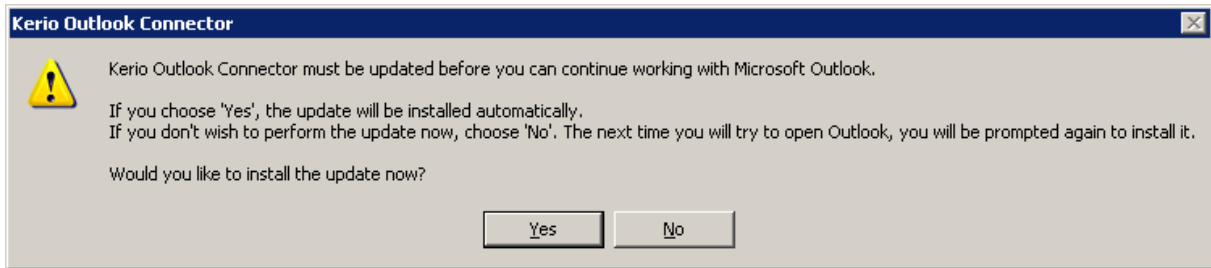 Kerio Outlook Connector
Kerio Outlook Connector must be updated before you can continue working with Microsoft Outlook.
If you choose 'Yes', the update will be installed automatically.
If you don't wish to perform the update now, choose 'No'. The next time you will try to open Outlook, you will be prompted again to install it.
Would you like to install the update now?
Yes
No